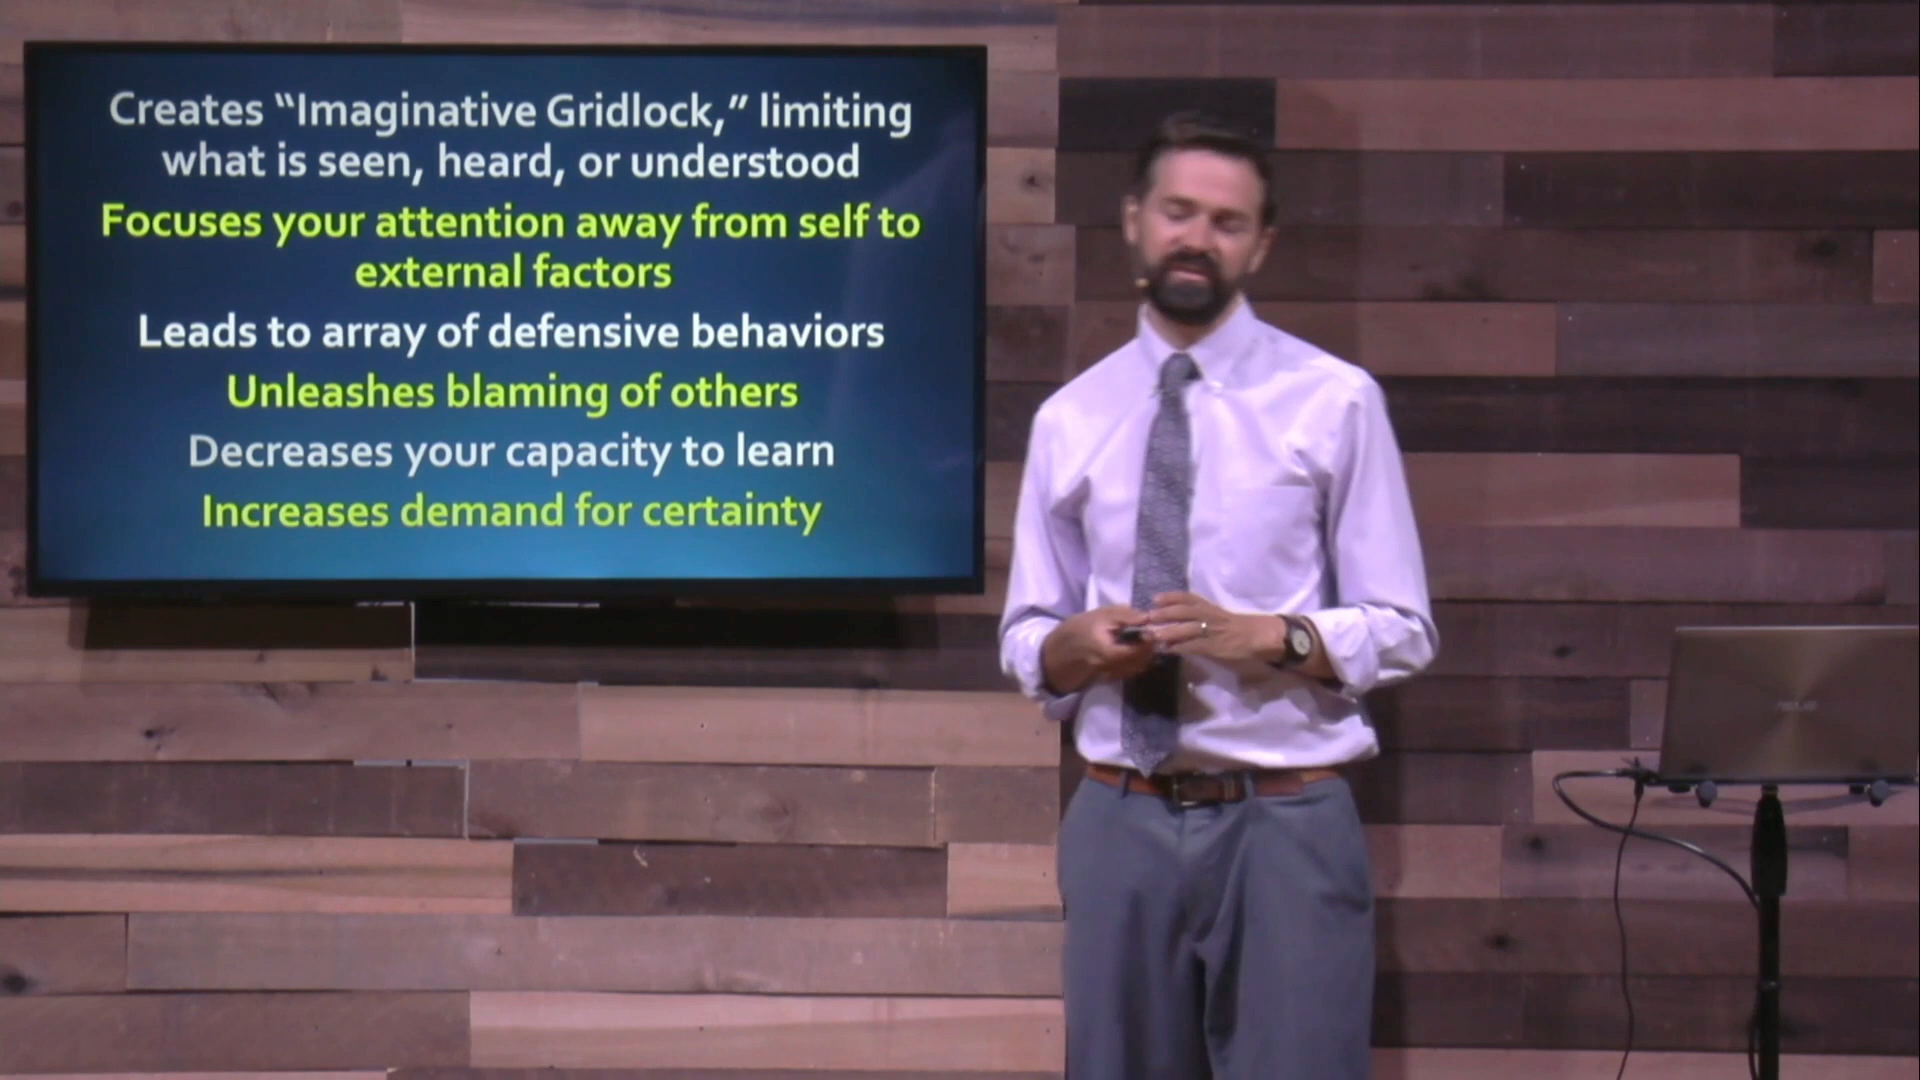 Creates “Imaginative Gridlock,” limiting
what is seen, heard, or understood
Focuses your attention away from self to
external factors
Leads to array of defensive behaviors
Unleashes blaming of others
Decreases your capacity to learn
Increases demand for certainty